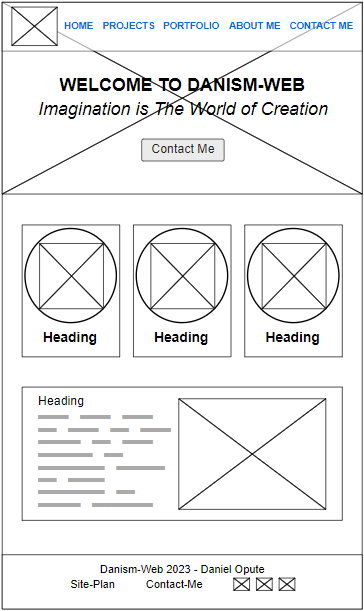 HOME PROJECTS PORTFOLIO ABOUT ME CONTACT ME
WELCOME TO DANISM-WEB
Imagination is The World of Creation
Contact Me
Heading Heading Heading
Heading
Danism-Web 2023 - Daniel Opute
Site-Plan Contact-Me